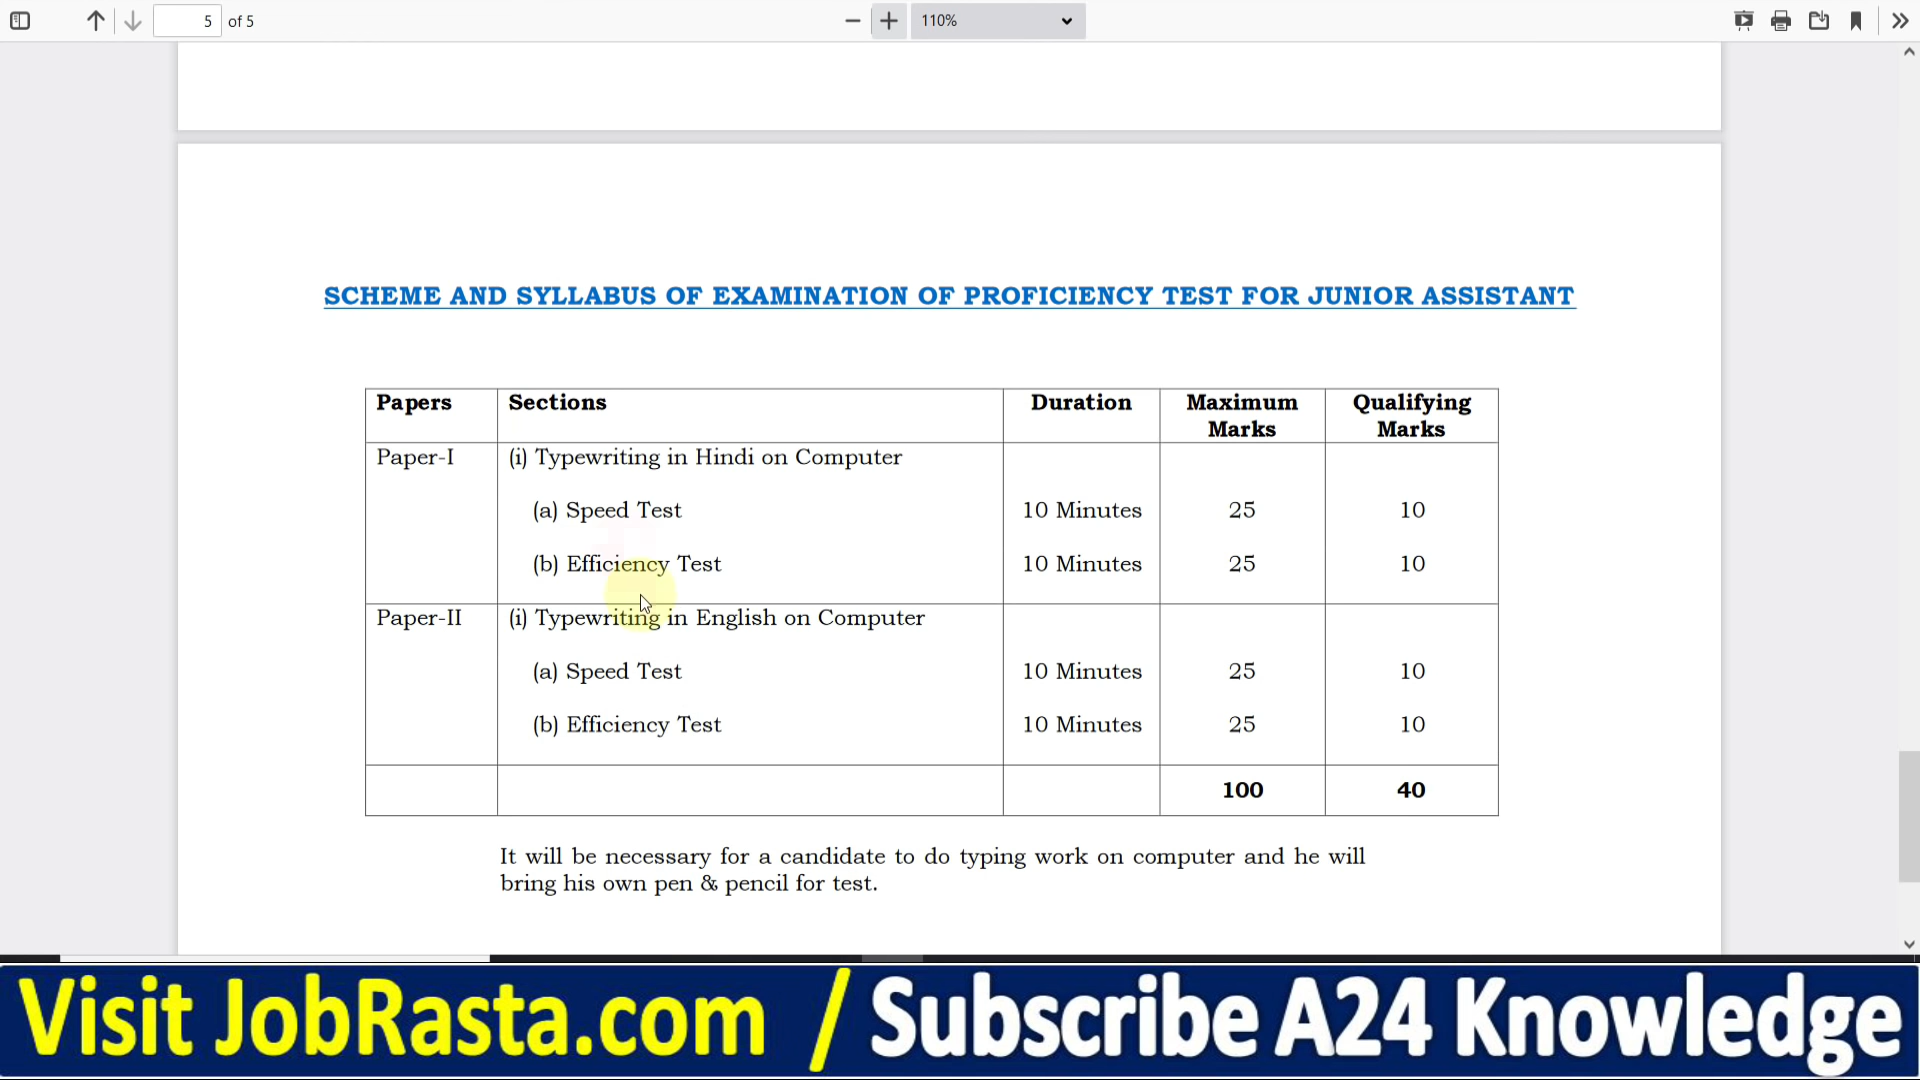 5 of 5
110%
SCHEME AND SYLLABUS OF EXAMINATION OF PROFICIENCY TEST FOR JUNIOR ASSISTANT
Papers Sections Duration Maximum Marks Qualifying Marks
Paper-I (i) Typewriting in Hindi on Computer
(a) Speed Test 10 Minutes 25 10
(b) Efficiency Test 10 Minutes 25 10
Paper-II (i) Typewriting in English on Computer
(a) Speed Test 10 Minutes 25 10
(b) Efficiency Test 10 Minutes 25 10
100 40
It will be necessary for a candidate to do typing work on computer and he will
bring his own pen & pencil for test.
Visit JobRasta.com / Subscribe A24 Knowledge